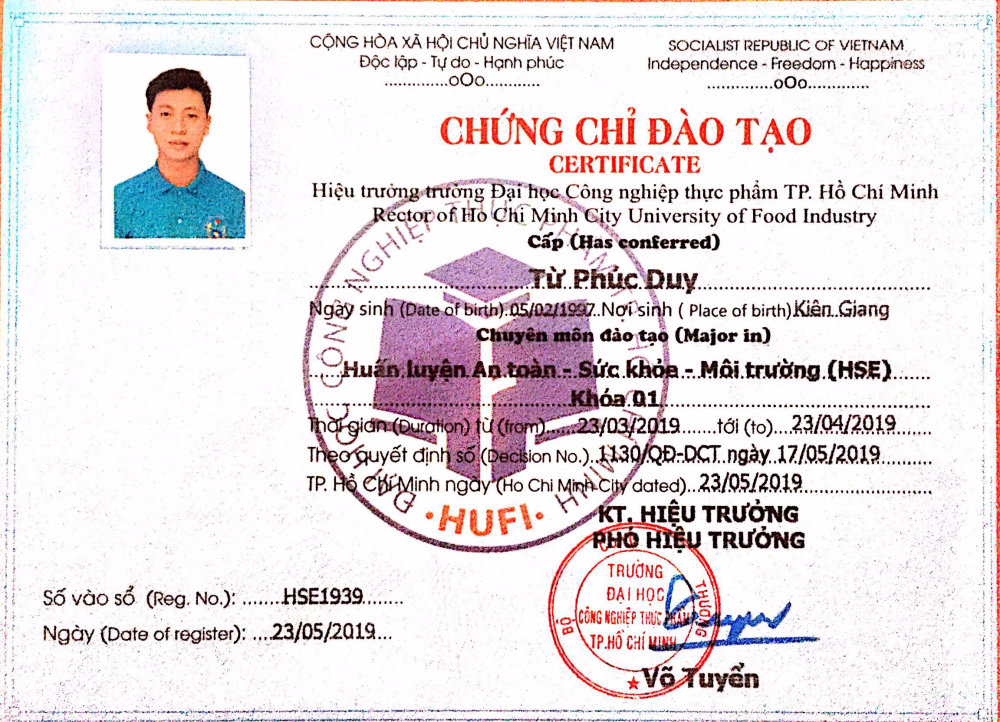 CỘNG HÒA XÃ HỘI CHỦ NGHĨA VIỆT NAM
Độc lập - Tự do - Hạnh phúc
..............oOo............
SOCIALIST REPUBLIC OF VIETNAM
Independence - Freedom - Happiness
..............oOo.............
CHỨNG CHỈ ĐÀO TẠO
CERTIFICATE
Hiệu trưởng trường Đại học Công nghiệp thực phẩm TP. Hồ Chí Minh
Rector of Ho Chi Minh City University of Food Industry
Cấp (Has conferred)
Từ Phúc Duy
Ngày sinh (Date of birth) 05/02/1997 Nơi sinh ( Place of birth) Kiên Giang
Chuyên môn đào tạo (Major in)
Huấn luyện An toàn - Sức khỏe - Môi trường (HSE)
Khóa 01
Thời gian (Duration) từ (from) 23/03/2019 tới (to) 23/04/2019
Theo quyết định số (Decision No.) 1130/QĐ-DCT ngày 17/05/2019
TP. Hồ Chí Minh ngày (Ho Chi Minh City dated) 23/05/2019
KT. HIỆU TRƯỞNG
PHÓ HIỆU TRƯỞNG
ĐẠI HỌC CÔNG NGHIỆP THỰC PHẨM TP HỒ CHÍ MINH
HUFI
BỘ CÔNG THƯƠNG
TRƯỜNG
ĐẠI HỌC
CÔNG NGHIỆP THỰC PHẨM
TP.HỒ CHÍ MINH
Võ Tuyển
Số vào sổ (Reg. No.): HSE1939
Ngày (Date of register): 23/05/2019